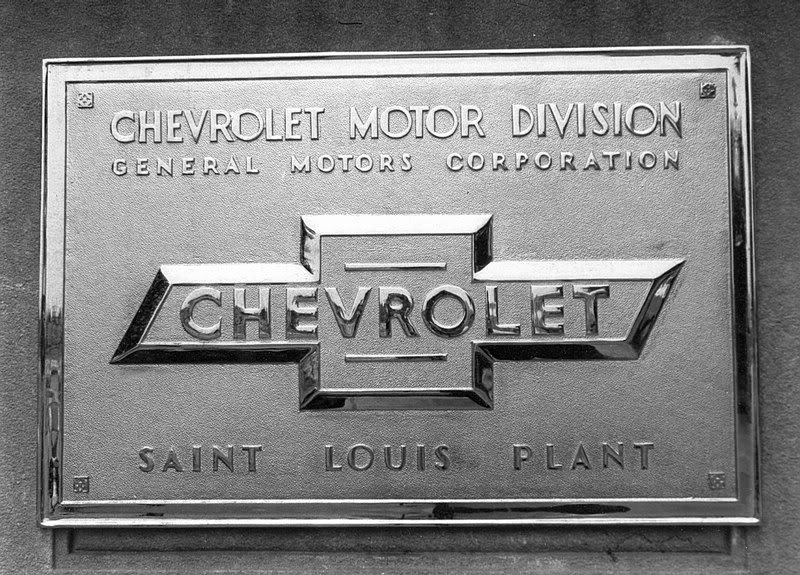 CHEVROLET MOTOR DIVISION
GENERAL MOTORS CORPORATION
CHEVROLET
SAINT LOUIS PLANT